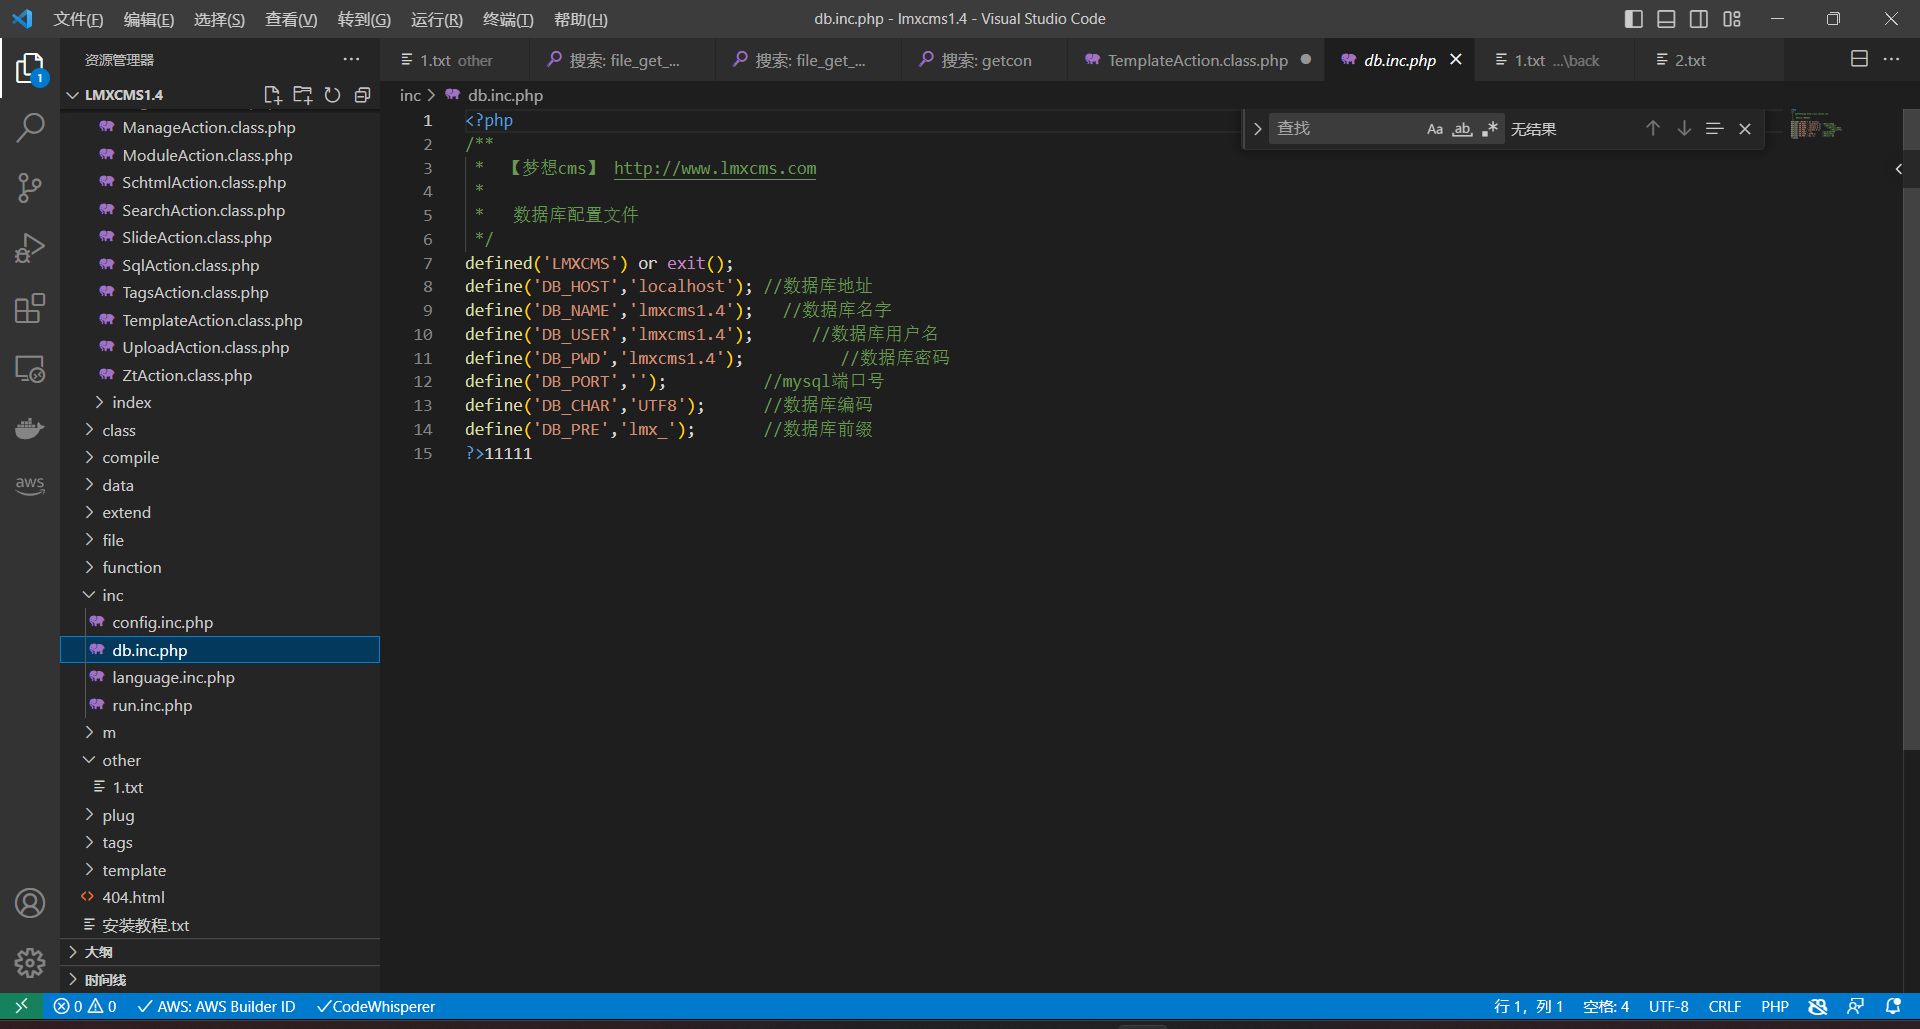 文件(F) 编辑(E) 选择(S) 查看(V) 转到(G) 运行(R) 终端(T) 帮助(H)
db.inc.php - lmxcms1.4 - Visual Studio Code
资源管理器
1.txt other
搜索: file_get_...
搜索: file_get_...
搜索: getcon
TemplateAction.class.php
db.inc.php
1.txt ...\back
2.txt
LMXCMS1.4
inc > db.inc.php
查找
Aa ab
无结果
ManageAction.class.php
ModuleAction.class.php
SchtmlAction.class.php
SearchAction.class.php
SlideAction.class.php
SqlAction.class.php
TagsAction.class.php
TemplateAction.class.php
UploadAction.class.php
ZtAction.class.php
index
class
compile
data
extend
file
function
inc
config.inc.php
db.inc.php
language.inc.php
run.inc.php
m
other
1.txt
plug
tags
template
404.html
安装教程.txt
大纲
时间线
1
aws
1 <?php
2 /**
3  *  【梦想cms】 http://www.lmxcms.com
4  *
5  *   数据库配置文件
6  */
7 defined('LMXCMS') or exit();
8 define('DB_HOST','localhost'); //数据库地址
9 define('DB_NAME','lmxcms1.4');   //数据库名字
10 define('DB_USER','lmxcms1.4');      //数据库用户名
11 define('DB_PWD','lmxcms1.4');          //数据库密码
12 define('DB_PORT','');          //mysql端口号
13 define('DB_CHAR','UTF8');      //数据库编码
14 define('DB_PRE','lmx_');       //数据库前缀
15 ?>11111
0 0 AWS: AWS Builder ID CodeWhisperer
行 1，列 1 空格: 4 UTF-8 CRLF PHP